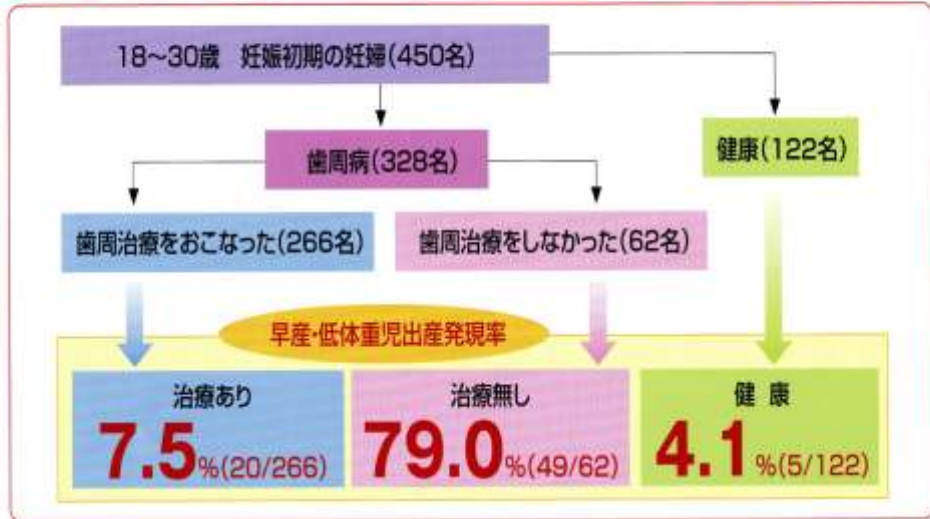 18〜30歳 妊娠初期の妊婦(450名)
歯周病(328名)
健康(122名)
歯周治療をおこなった(266名)
歯周治療をしなかった(62名)
早産・低体重児出産発現率
治療あり
7.5%(20/266)
治療無し
79.0%(49/62)
健 康
4.1%(5/122)